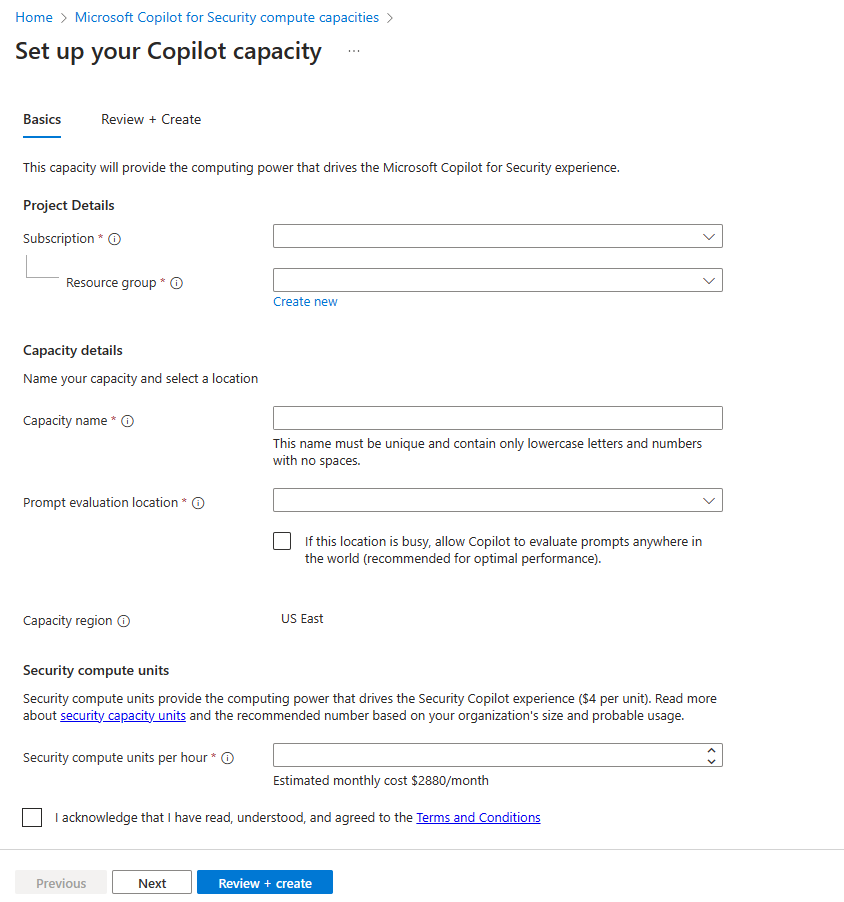 Home > Microsoft Copilot for Security compute capacities >
Set up your Copilot capacity ...
Basics Review + Create
This capacity will provide the computing power that drives the Microsoft Copilot for Security experience.
Project Details
Subscription *
Resource group *
Create new
Capacity details
Name your capacity and select a location
Capacity name *
This name must be unique and contain only lowercase letters and numbers
with no spaces.
Prompt evaluation location *
If this location is busy, allow Copilot to evaluate prompts anywhere in
the world (recommended for optimal performance).
Capacity region US East
Security compute units
Security compute units provide the computing power that drives the Security Copilot experience ($4 per unit). Read more
about security capacity units and the recommended number based on your organization's size and probable usage.
Security compute units per hour *
Estimated monthly cost $2880/month
I acknowledge that I have read, understood, and agreed to the Terms and Conditions
Previous Next Review + create